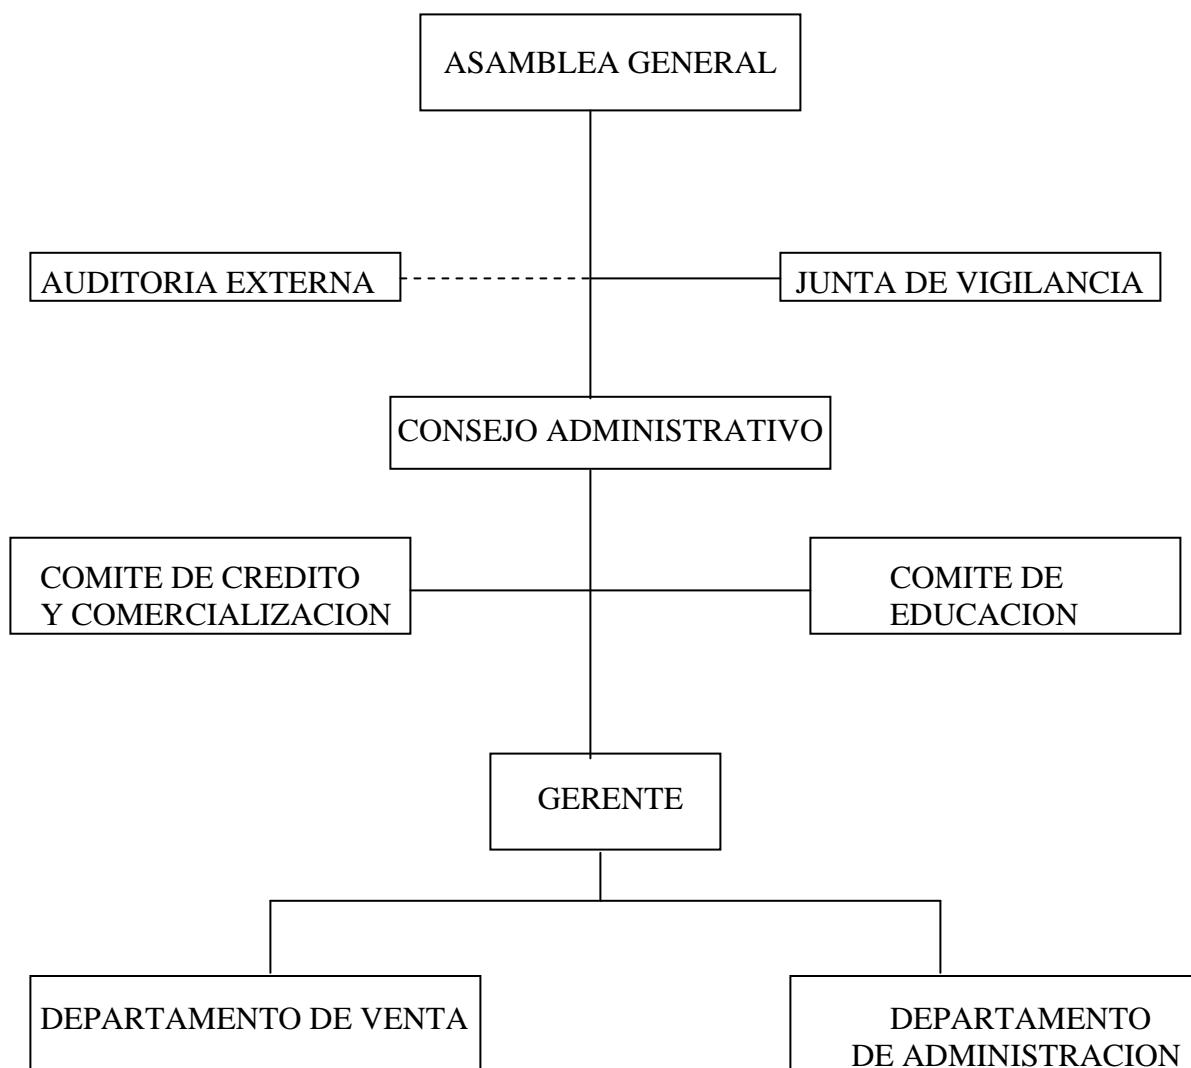 ASAMBLEA GENERAL
AUDITORIA EXTERNA
JUNTA DE VIGILANCIA
CONSEJO ADMINISTRATIVO
COMITE DE CREDITO
Y COMERCIALIZACION
COMITE DE
EDUCACION
GERENTE
DEPARTAMENTO DE VENTA
DEPARTAMENTO
DE ADMINISTRACION